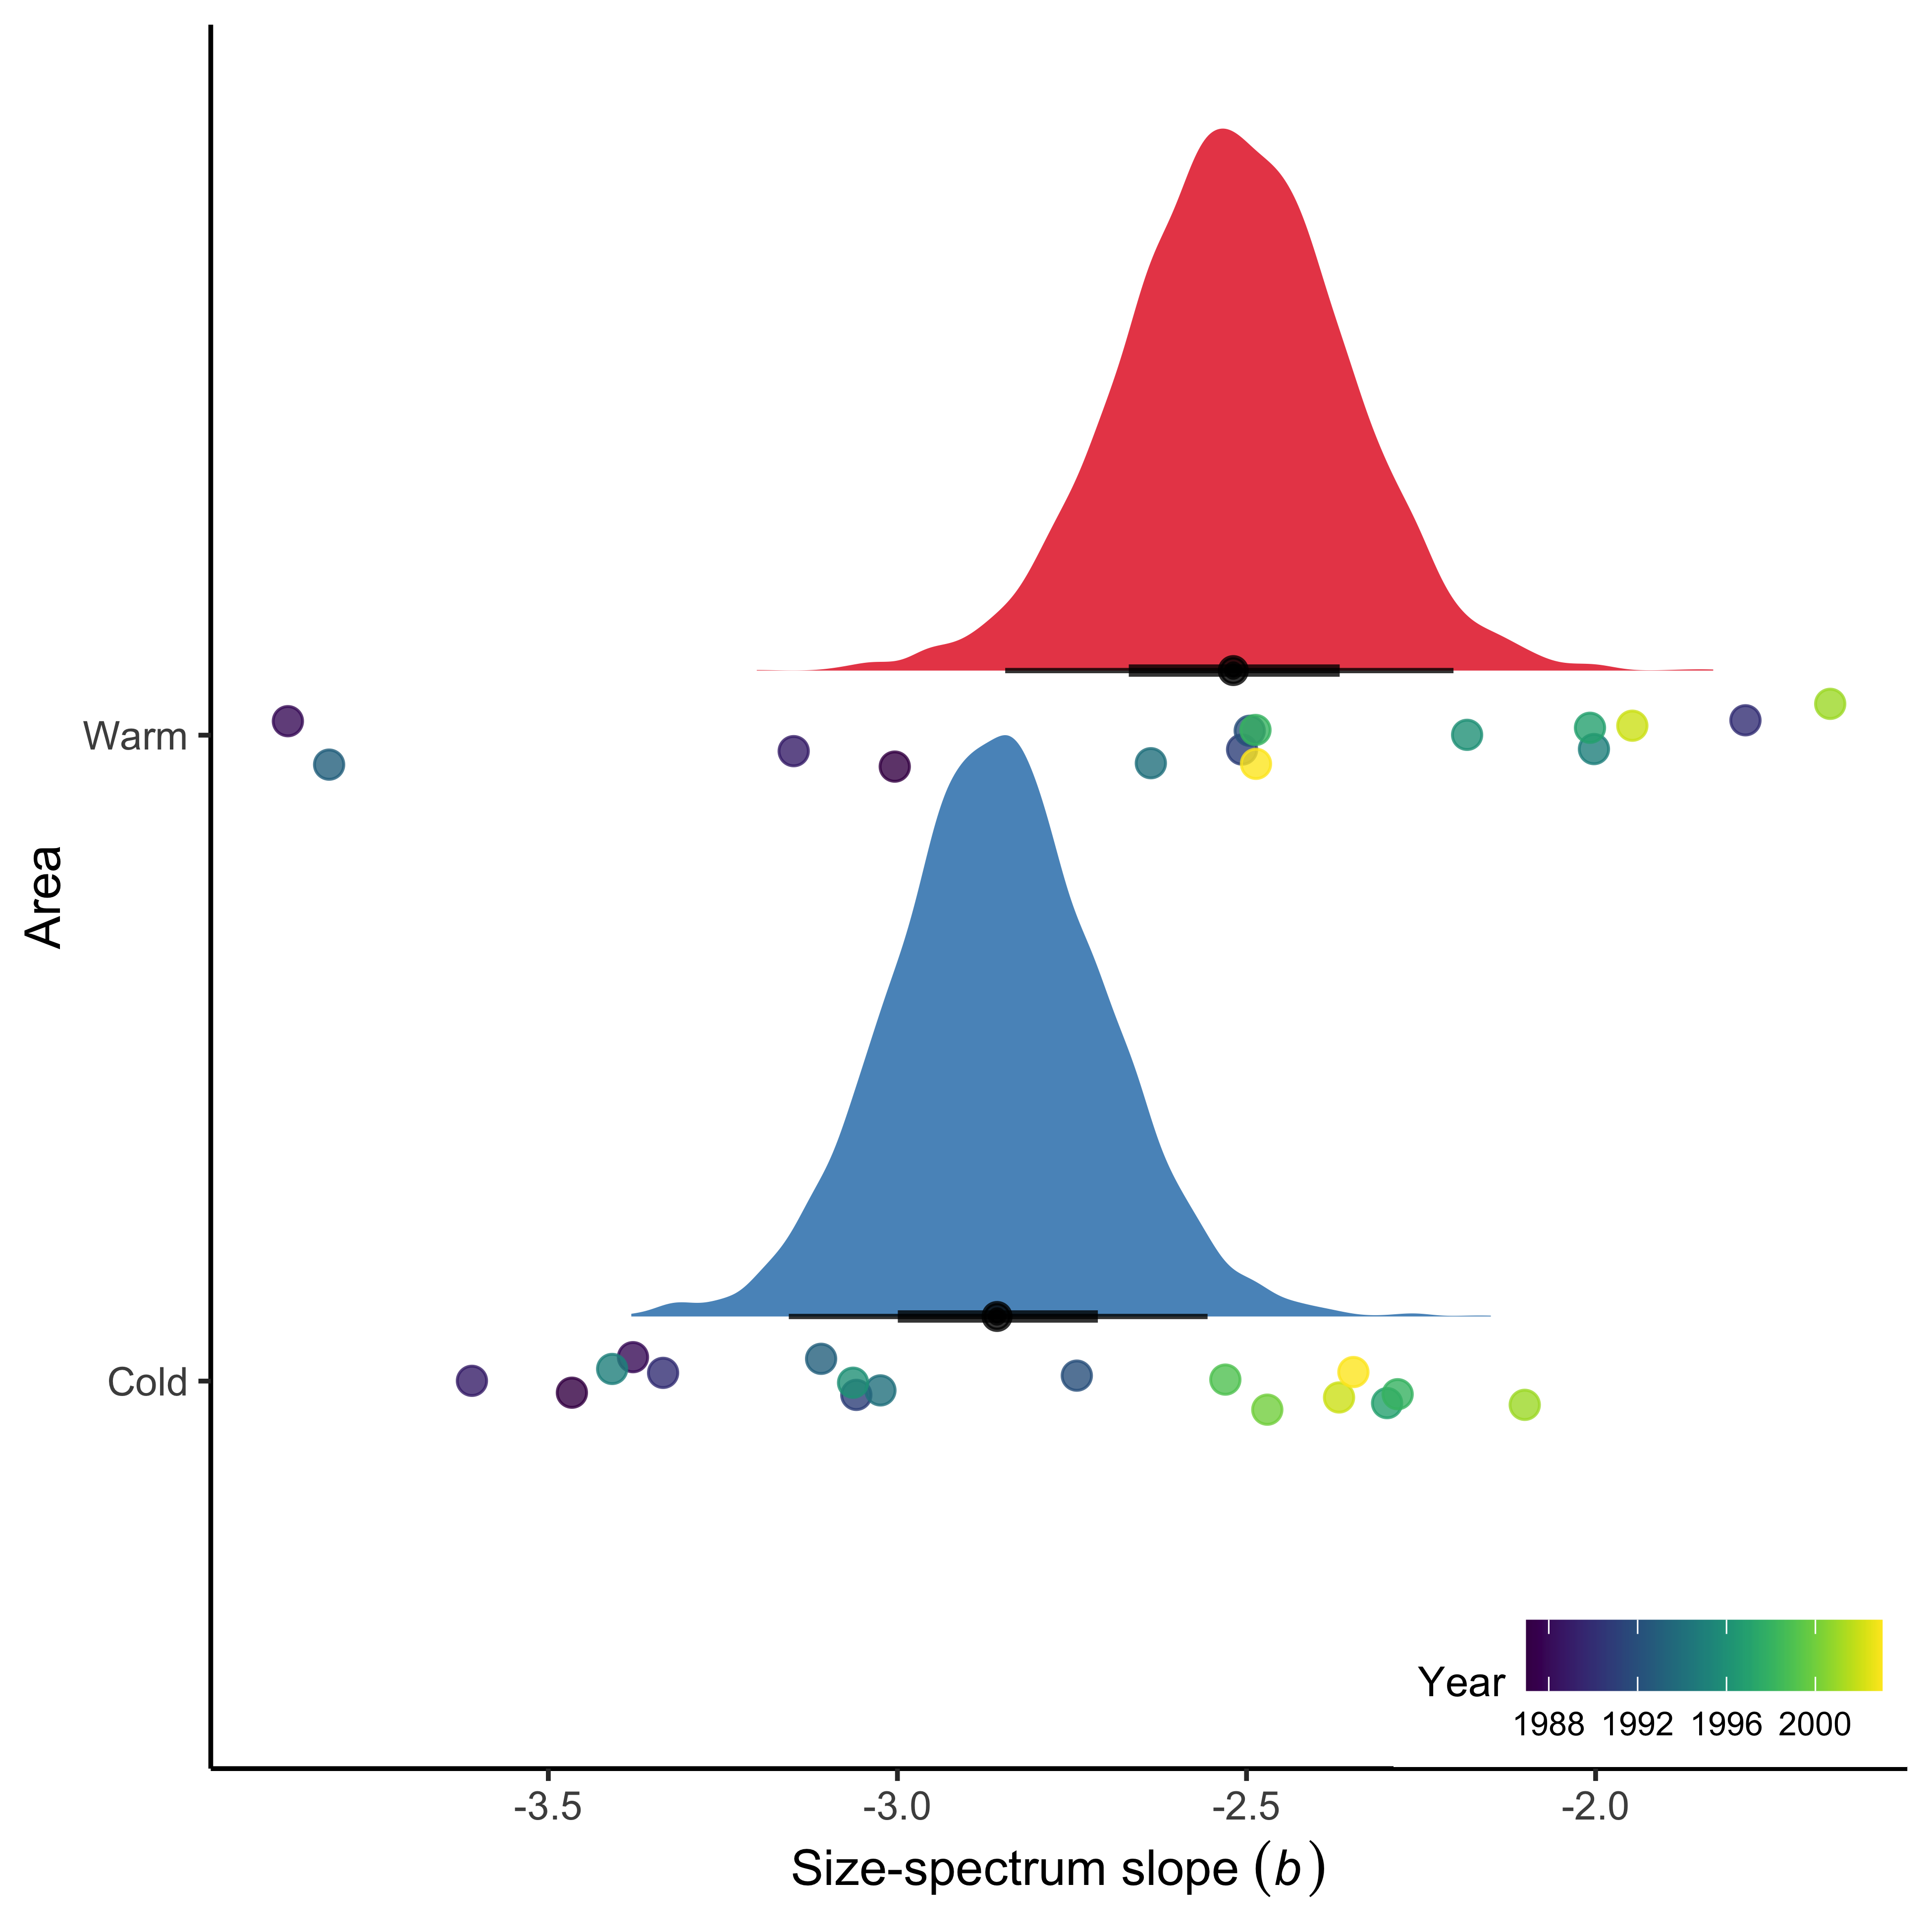 Warm
Area
Cold
Year
1988 1992 1996 2000
-3.5 -3.0 -2.5 -2.0
Size-spectrum slope (b)